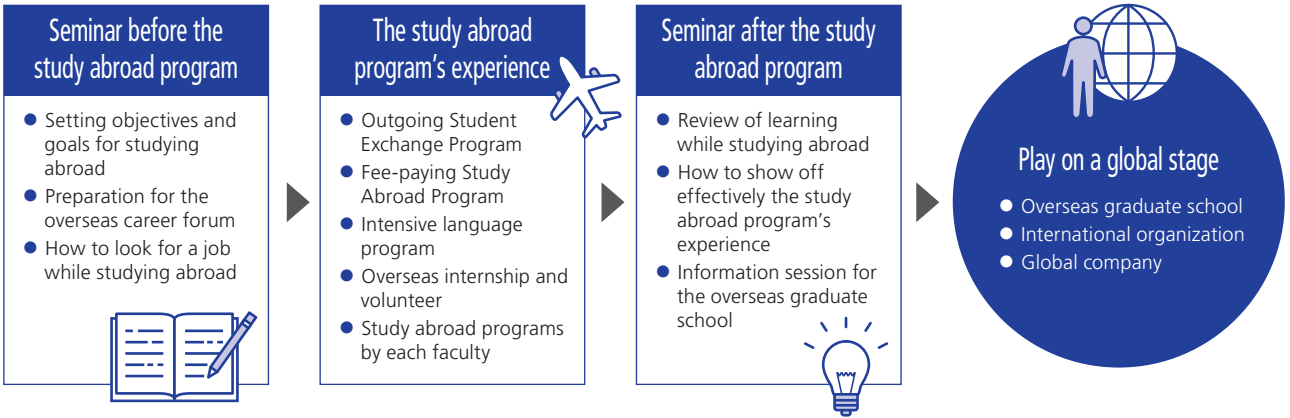 Seminar before the
study abroad program
● Setting objectives and
goals for studying
abroad
● Preparation for the
overseas career forum
● How to look for a job
while studying abroad
The study abroad
program's experience
● Outgoing Student
Exchange Program
● Fee-paying Study
Abroad Program
● Intensive language
program
● Overseas internship and
volunteer
● Study abroad programs
by each faculty
Seminar after the study
abroad program
● Review of learning
while studying abroad
● How to show off
effectively the study
abroad program's
experience
● Information session for
the overseas graduate
school
Play on a global stage
● Overseas graduate school
● International organization
● Global company